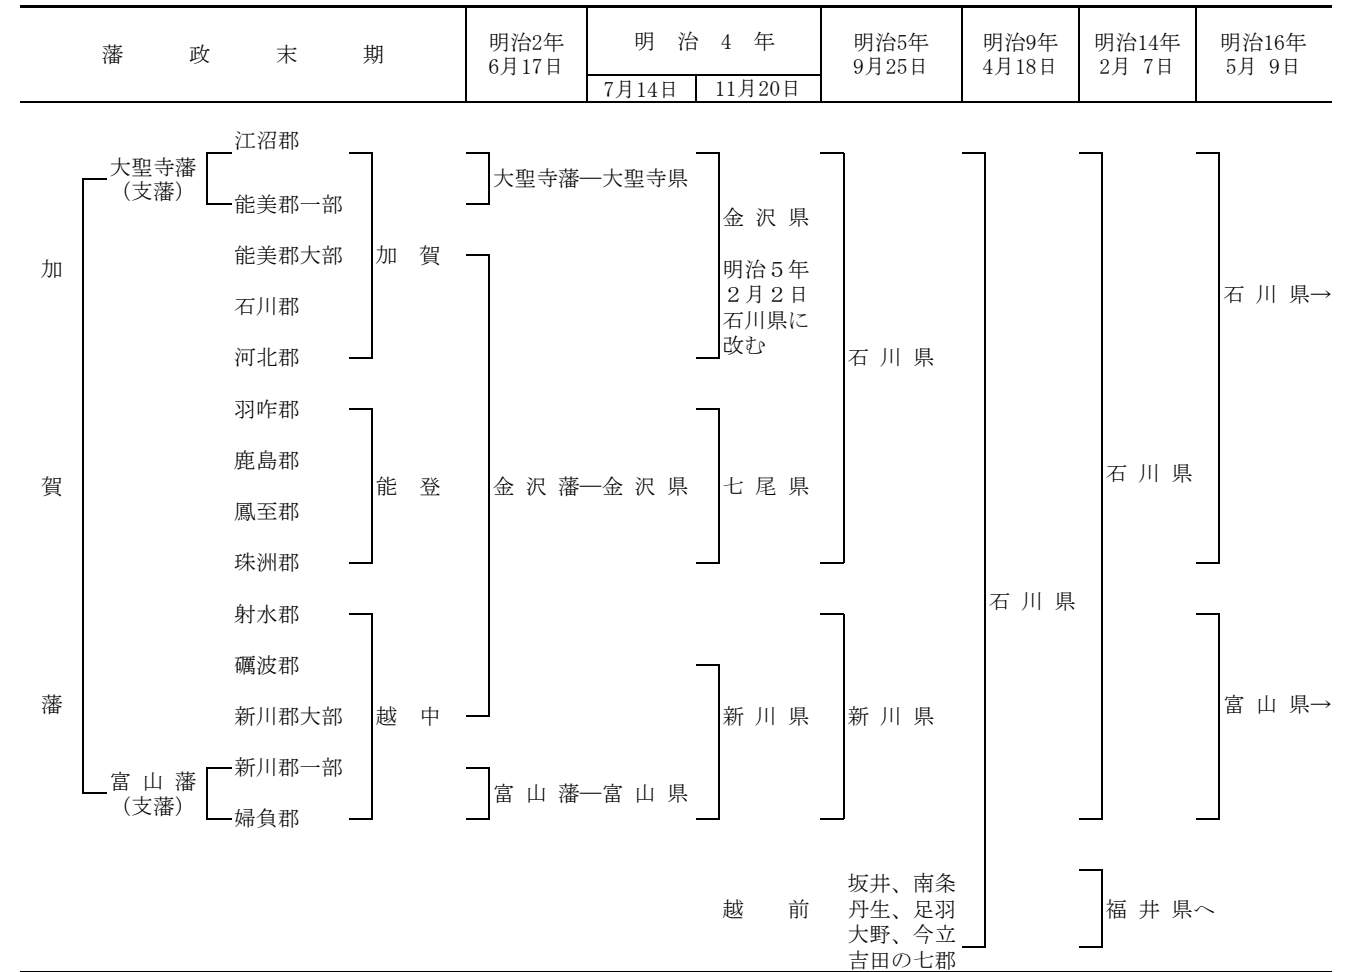 藩政末期
明治2年
6月17日
明治4年
7月14日
11月20日
明治5年
9月25日
明治9年
4月18日
明治14年
2月 7日
明治16年
5月 9日
加賀藩
大聖寺藩
（支藩）
富山藩
（支藩）
江沼郡
能美郡一部
能美郡大部
石川郡
河北郡
羽咋郡
鹿島郡
鳳至郡
珠洲郡
射水郡
礪波郡
新川郡大部
新川郡一部
婦負郡
加賀
能登
越中
大聖寺藩―大聖寺県
金沢藩―金沢県
富山藩―富山県
金沢県
明治５年
２月２日
石川県に
改む
七尾県
新川県
越前
石川県
新川県
坂井、南条
丹生、足羽
大野、今立
吉田の七郡
石川県
石川県
福井県へ
石川県→
富山県→